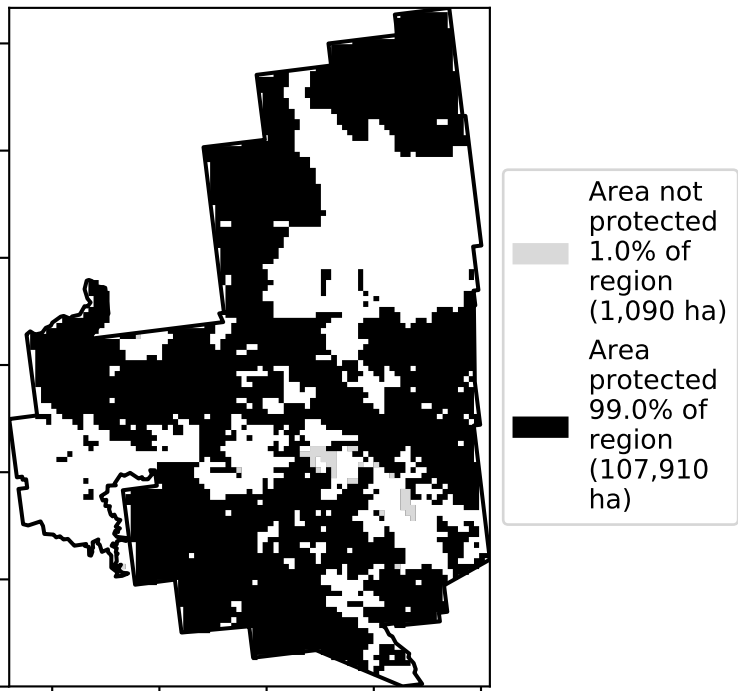 Area not
protected
1.0% of
region
(1,090 ha)
Area
protected
99.0% of
region
(107,910
ha)